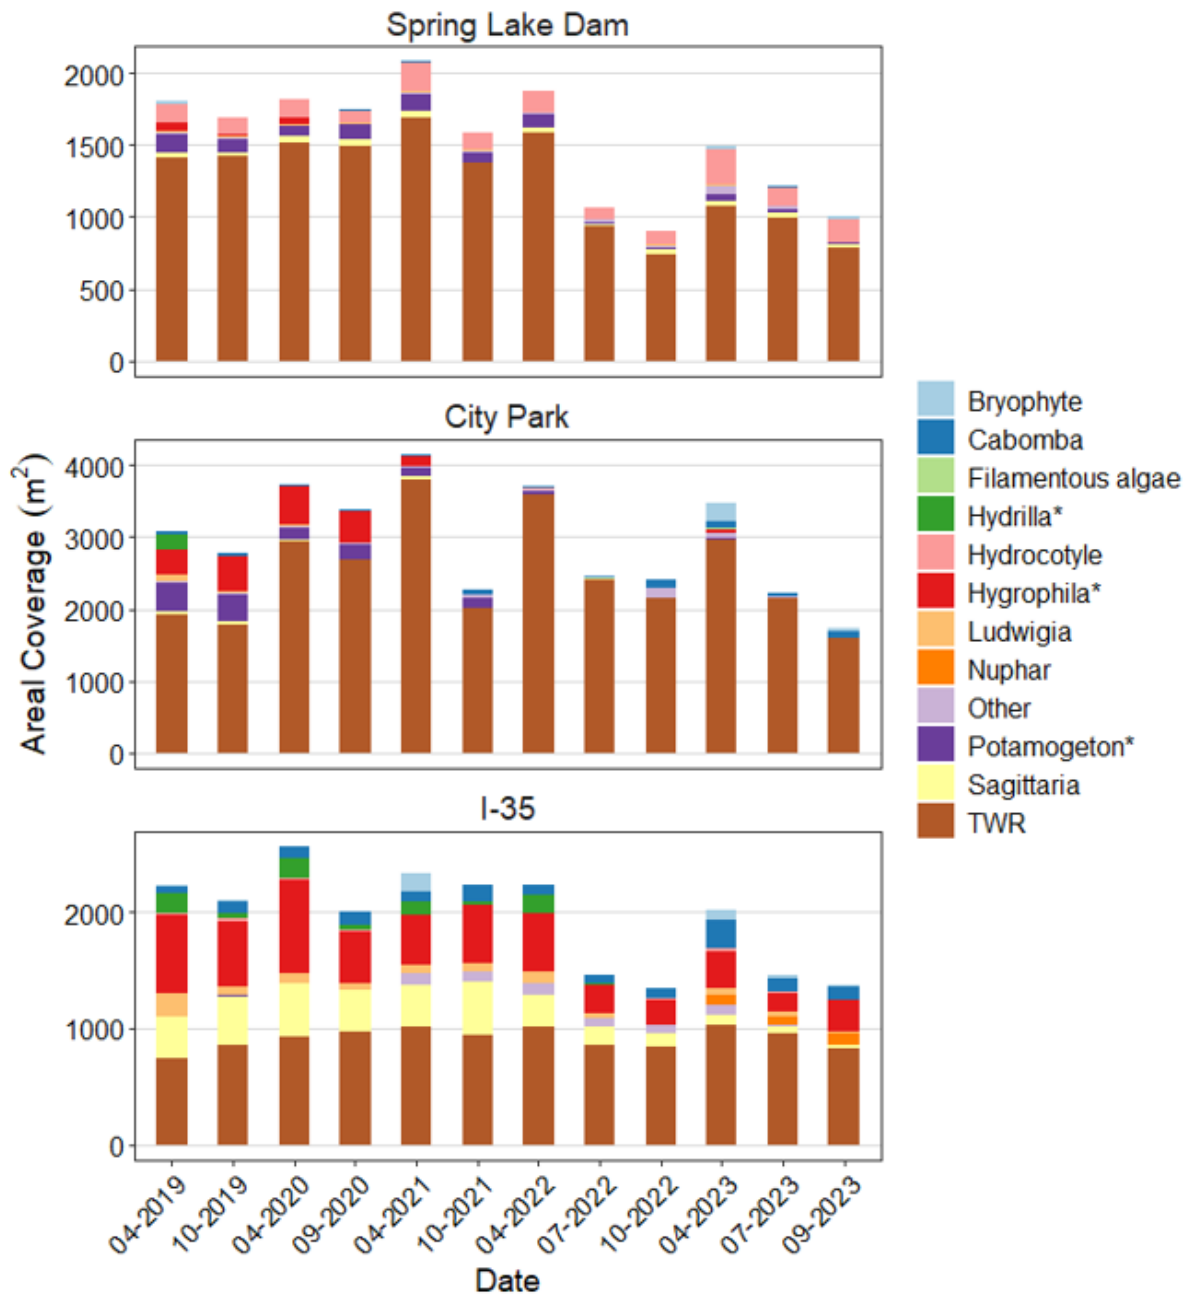 Spring Lake Dam
2000
1500
1000
500
0
City Park
4000
3000
2000
1000
0
I-35
2000
1000
0
Areal Coverage (m²)
04-2019
10-2019
04-2020
09-2020
04-2021
10-2021
04-2022
07-2022
10-2022
04-2023
07-2023
09-2023
Date
Bryophyte
Cabomba
Filamentous algae
Hydrilla*
Hydrocotyle
Hygrophila*
Ludwigia
Nuphar
Other
Potamogeton*
Sagittaria
TWR